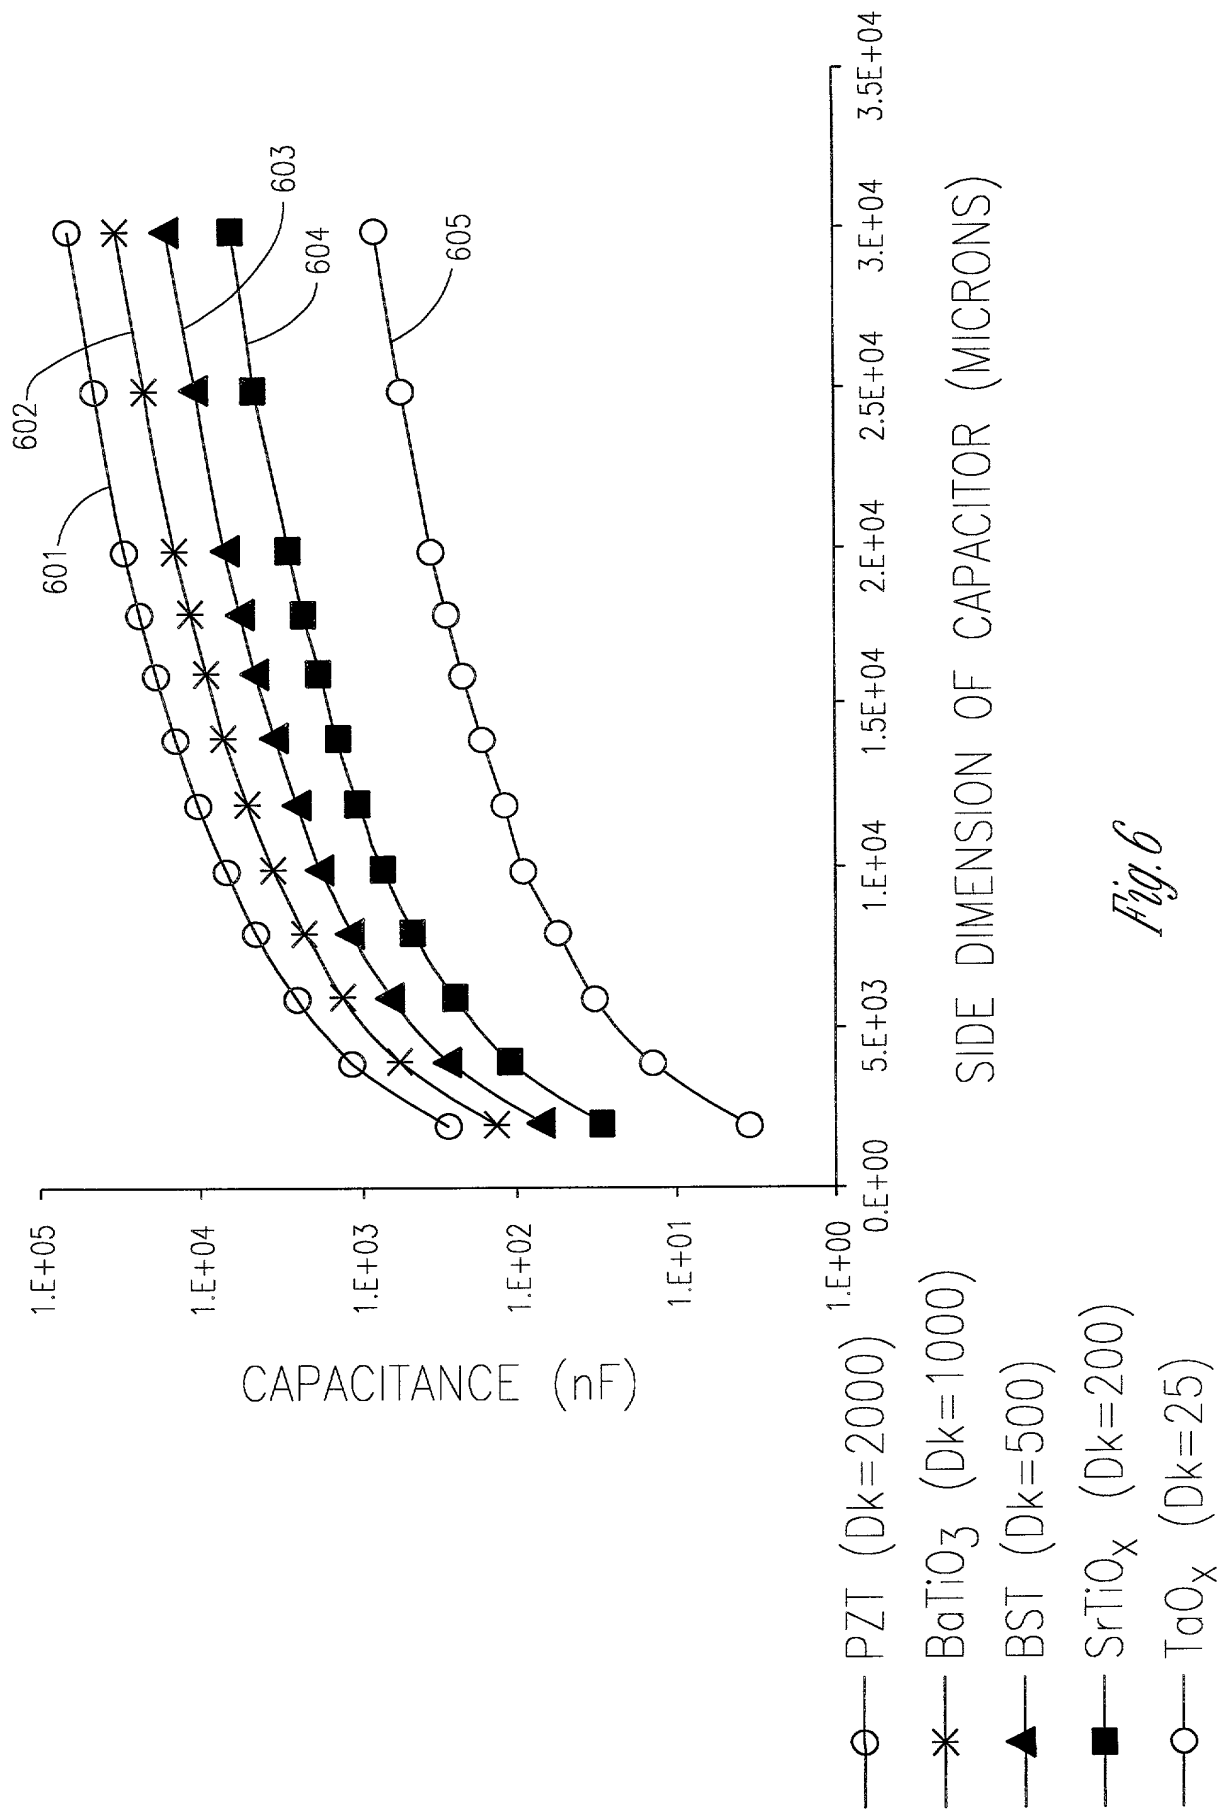 1.E+05
1.E+04
1.E+03
1.E+02
1.E+01
1.E+00
CAPACITANCE (nF)
601
602
603
604
605
0.E+00
5.E+03
1.E+04
1.5E+04
2.E+04
2.5E+04
3.E+04
3.5E+04
SIDE DIMENSION OF CAPACITOR (MICRONS)
PZT (Dk=2000)
BaTiO3 (Dk=1000)
BST (Dk=500)
SrTiOX (Dk=200)
TaOX (Dk=25)
Fig. 6